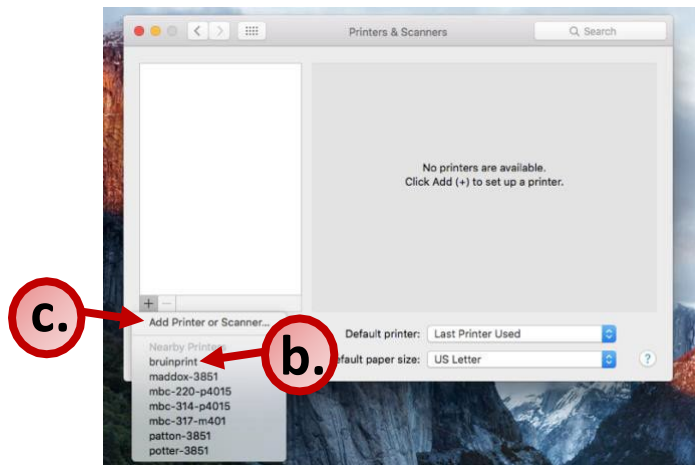 Printers & Scanners
Search
No printers are available.
Click Add (+) to set up a printer.
+ −
c.
Add Printer or Scanner...
Nearby Printers
bruinprint
b.
maddox-3851
mbc-220-p4015
mbc-314-p4015
mbc-317-m401
patton-3851
potter-3851
Default printer: Last Printer Used
efault paper size: US Letter
?